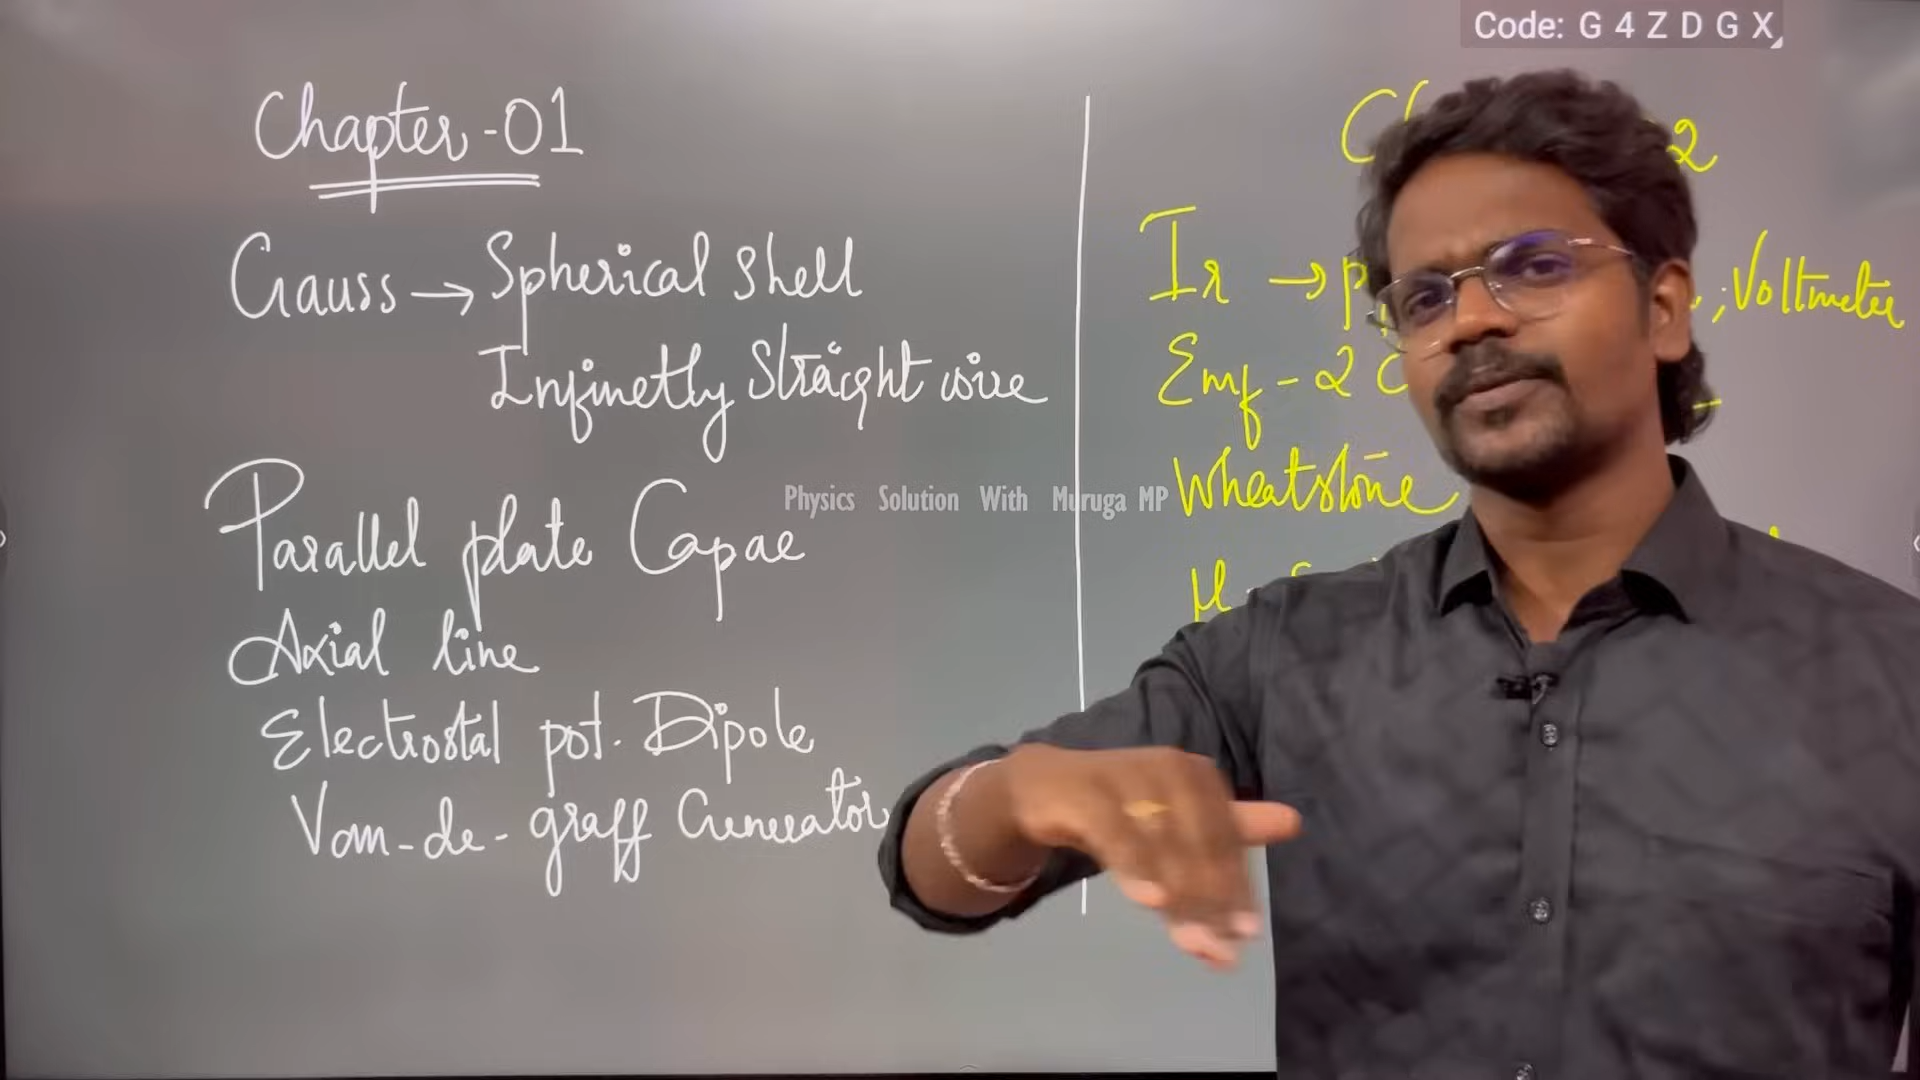 Code: G 4 Z D G X
Chapter-01
Gauss → Spherical Shell
Infinetly Straight wire
Parallel plate Capac
Axial line
Electrostal pot. Dipole
Van-de-graff Generator
2
Ir → ; Voltmeter
Emf - 2 C
Wheatstone
Physics Solution With Muruga MP